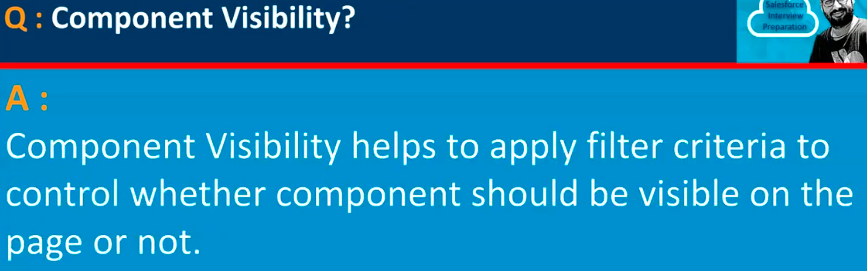 Q : Component Visibility?
Salesforce
Interview
Preparation
A :
Component Visibility helps to apply filter criteria to
control whether component should be visible on the
page or not.